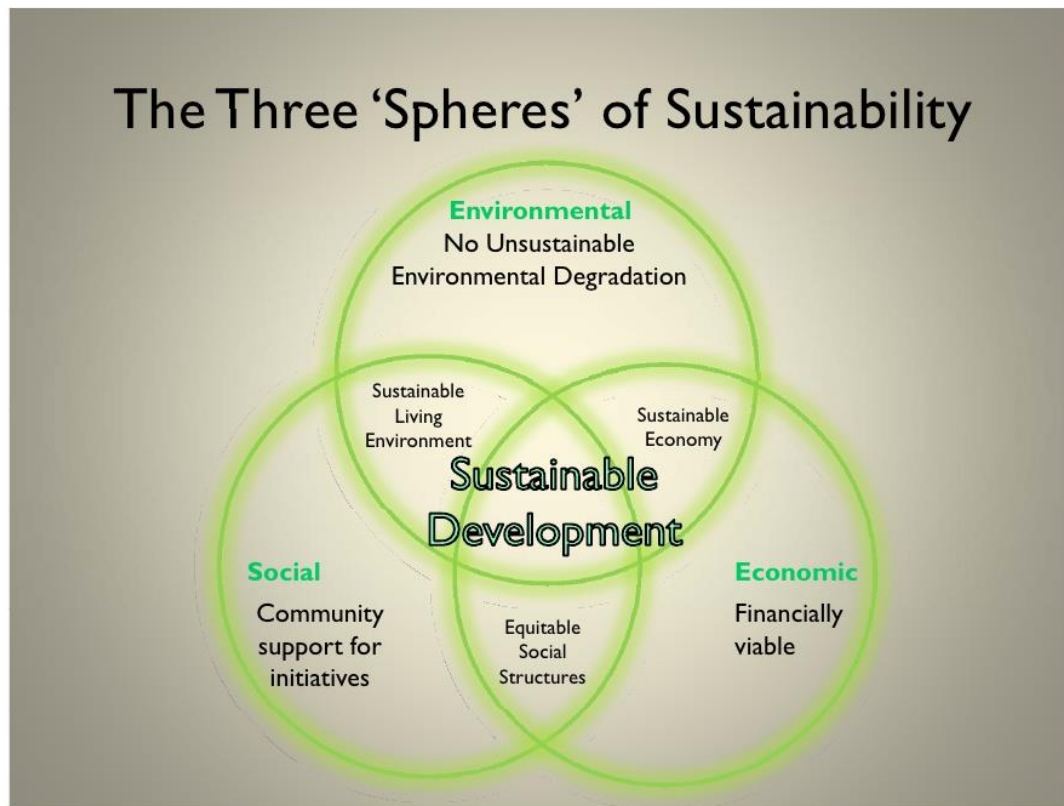 The Three ‘Spheres’ of Sustainability
Environmental
No Unsustainable
Environmental Degradation
Sustainable
Living
Environment
Sustainable
Economy
Sustainable
Development
Social
Community
support for
initiatives
Economic
Financially
viable
Equitable
Social
Structures